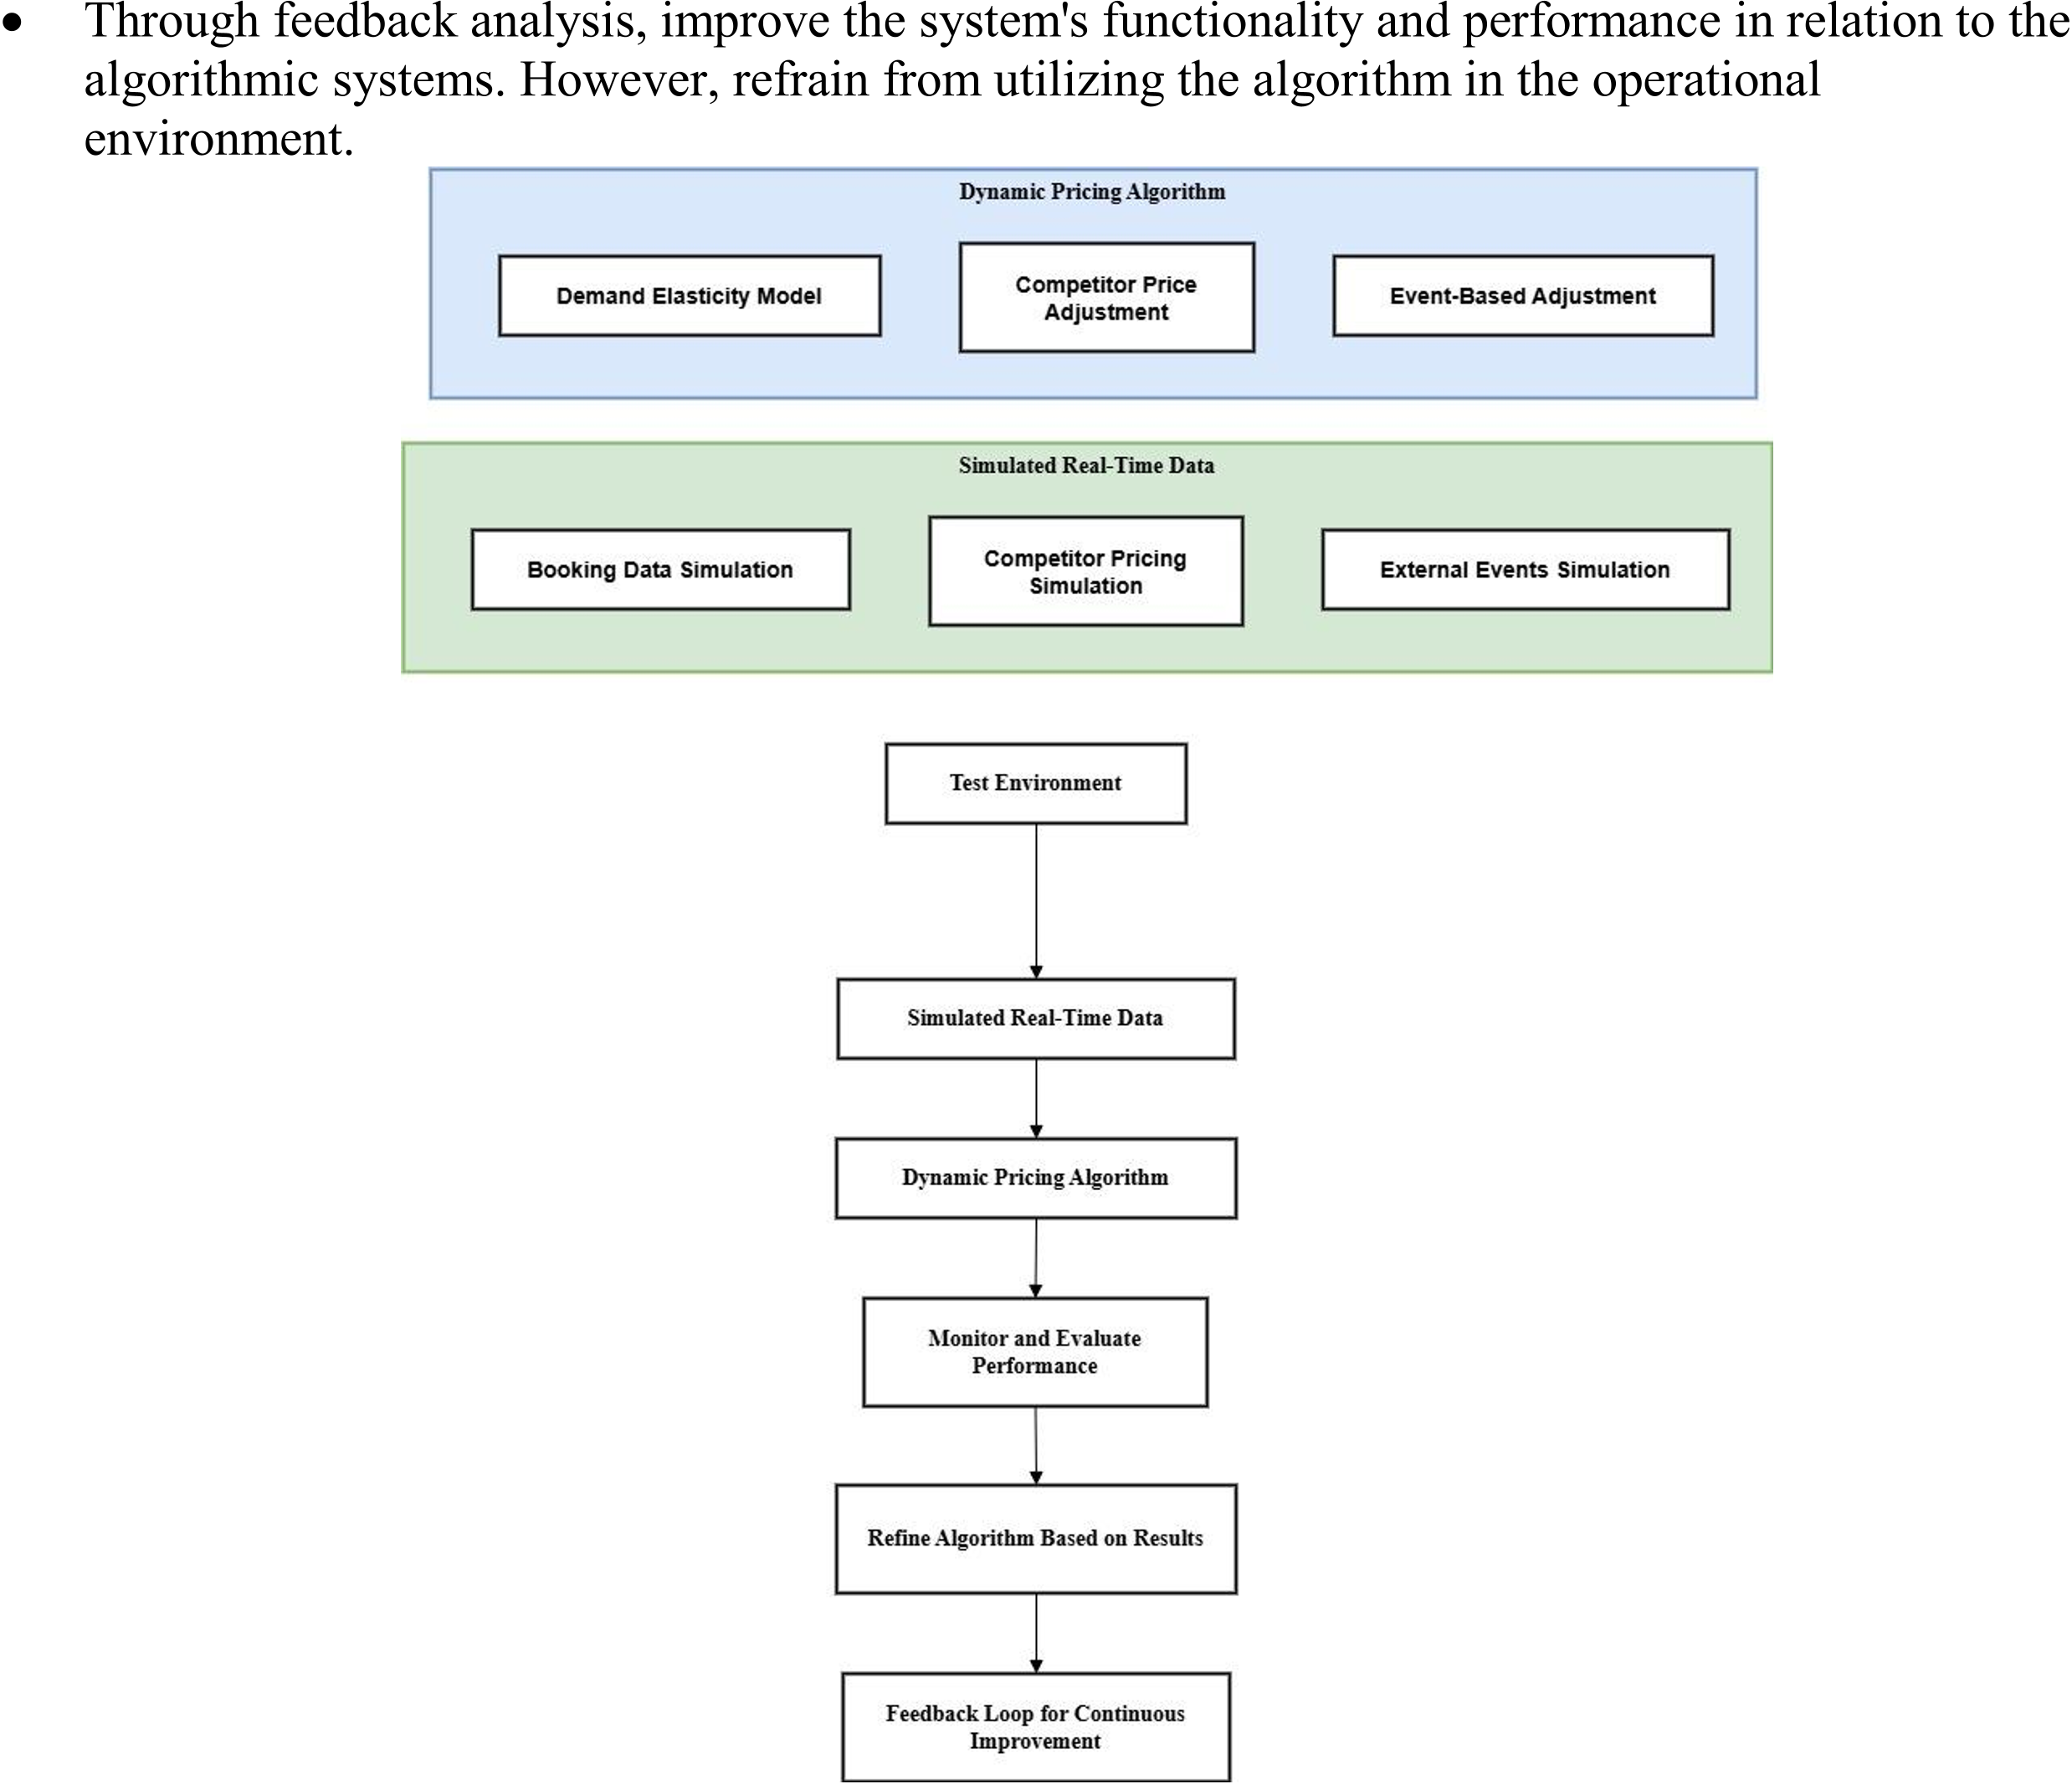 • Through feedback analysis, improve the system's functionality and performance in relation to the
algorithmic systems. However, refrain from utilizing the algorithm in the operational
environment.
Dynamic Pricing Algorithm
Demand Elasticity Model
Competitor Price
Adjustment
Event-Based Adjustment
Simulated Real-Time Data
Booking Data Simulation
Competitor Pricing
Simulation
External Events Simulation
Test Environment
Simulated Real-Time Data
Dynamic Pricing Algorithm
Monitor and Evaluate
Performance
Refine Algorithm Based on Results
Feedback Loop for Continuous
Improvement